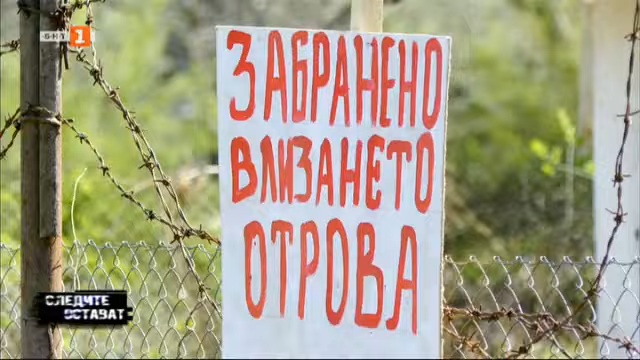 БНТ 1
ЗАБРАНЕНО
ВЛИЗАНЕТО
ОТРОВА
СЛЕДИТЕ
ОСТАВАТ